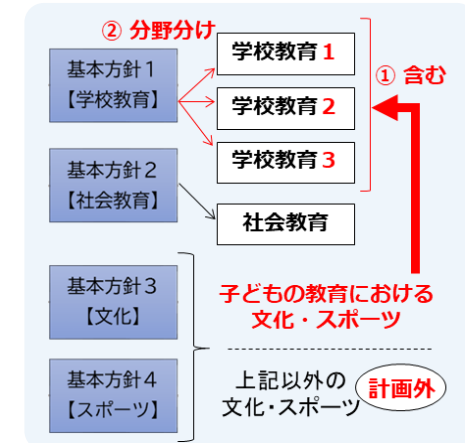 ② 分野分け
基本方針1
【学校教育】
学校教育1
学校教育2
学校教育3
① 含む
基本方針2
【社会教育】
社会教育
基本方針3
【文化】
子どもの教育における
文化・スポーツ
基本方針4
【スポーツ】
上記以外の
文化・スポーツ
計画外